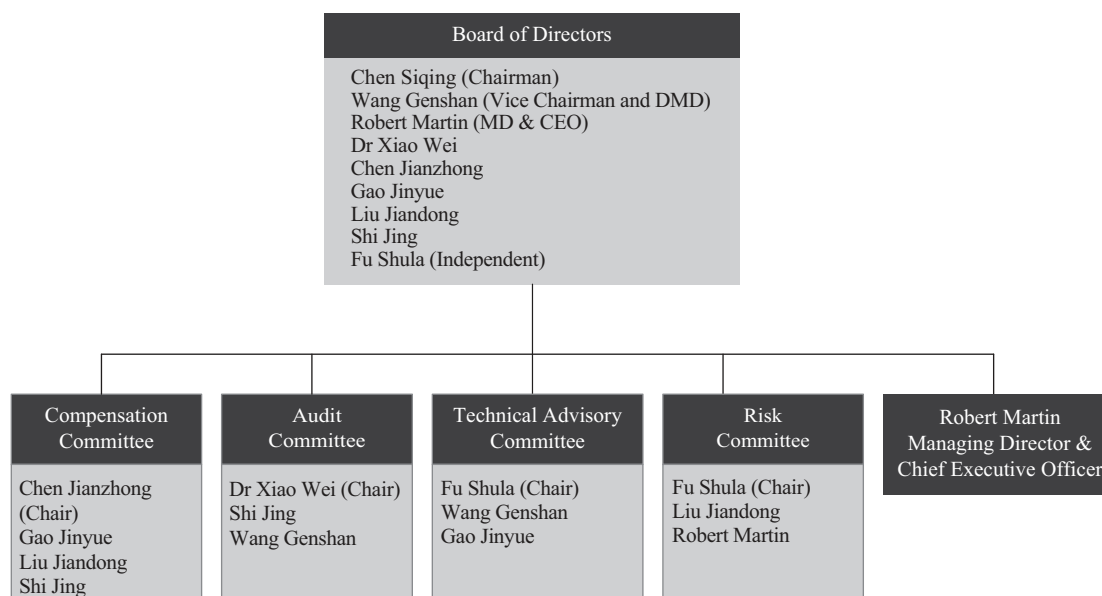 Board of Directors
Chen Siqing (Chairman)
Wang Genshan (Vice Chairman and DMD)
Robert Martin (MD & CEO)
Dr Xiao Wei
Chen Jianzhong
Gao Jinyue
Liu Jiandong
Shi Jing
Fu Shula (Independent)
Compensation
Committee
Chen Jianzhong
(Chair)
Gao Jinyue
Liu Jiandong
Shi Jing
Audit
Committee
Dr Xiao Wei (Chair)
Shi Jing
Wang Genshan
Technical Advisory
Committee
Fu Shula (Chair)
Wang Genshan
Gao Jinyue
Risk
Committee
Fu Shula (Chair)
Liu Jiandong
Robert Martin
Robert Martin
Managing Director &
Chief Executive Officer